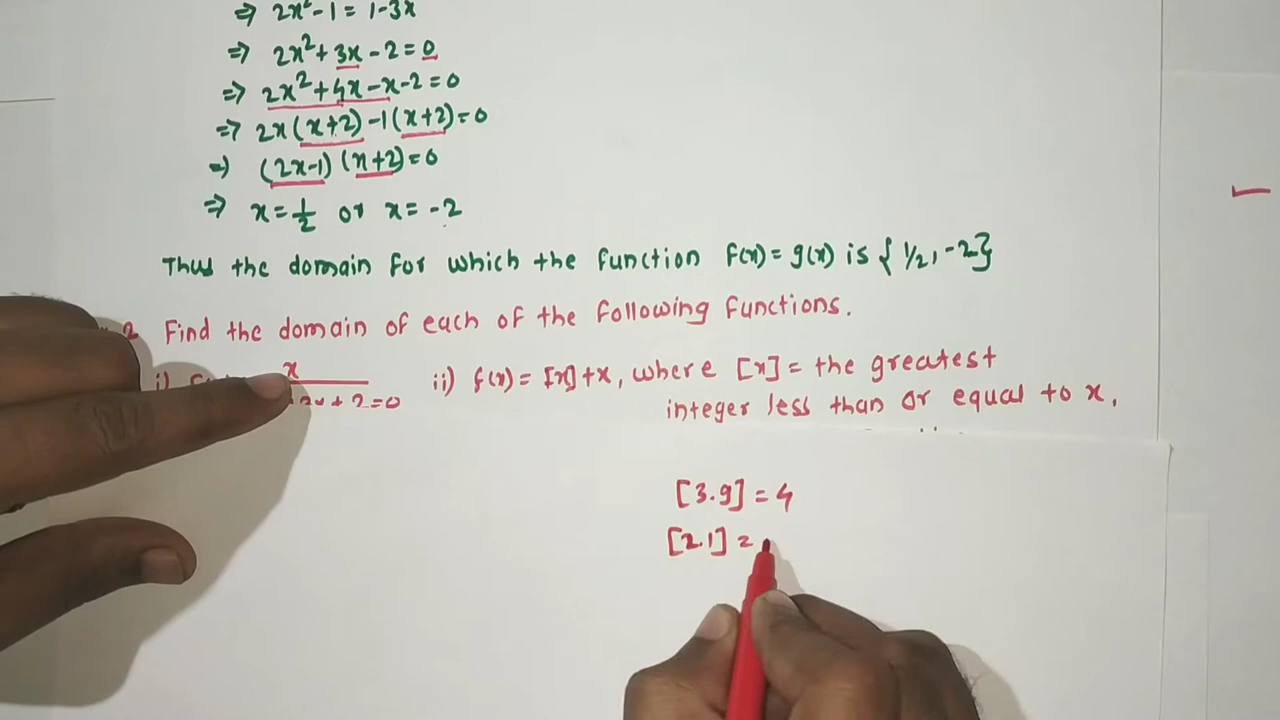 ⇒ 2x²-1 = 1-3x
⇒ 2x²+3x-2=0
⇒ 2x²+4x-x-2=0
⇒ 2x(x+2)-1(x+2)=0
⇒ (2x-1)(x+2)=0
⇒ x=1/2 or x=-2
Thus the domain for which the function f(x)=g(x) is {1/2,-2}
2 Find the domain of each of the following functions.
i) x ii) f(x)=[x]+x, where [x]= the greatest
+2=0 integer less than or equal to x,
[3.9]=4
[2.1]=